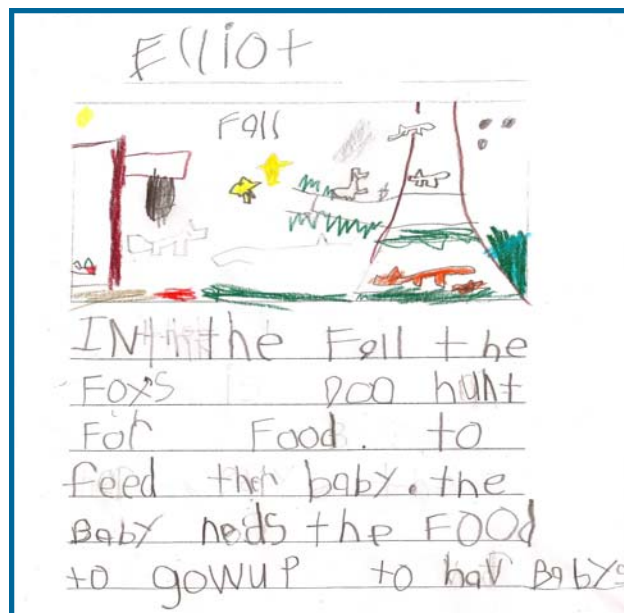 Elliot
Fall
IN the Fall the
FOXS DOO hunt
FOR Food. to
feed ther baby. the
BaBY neds the FOOd
to gowuP to hav BaBYs